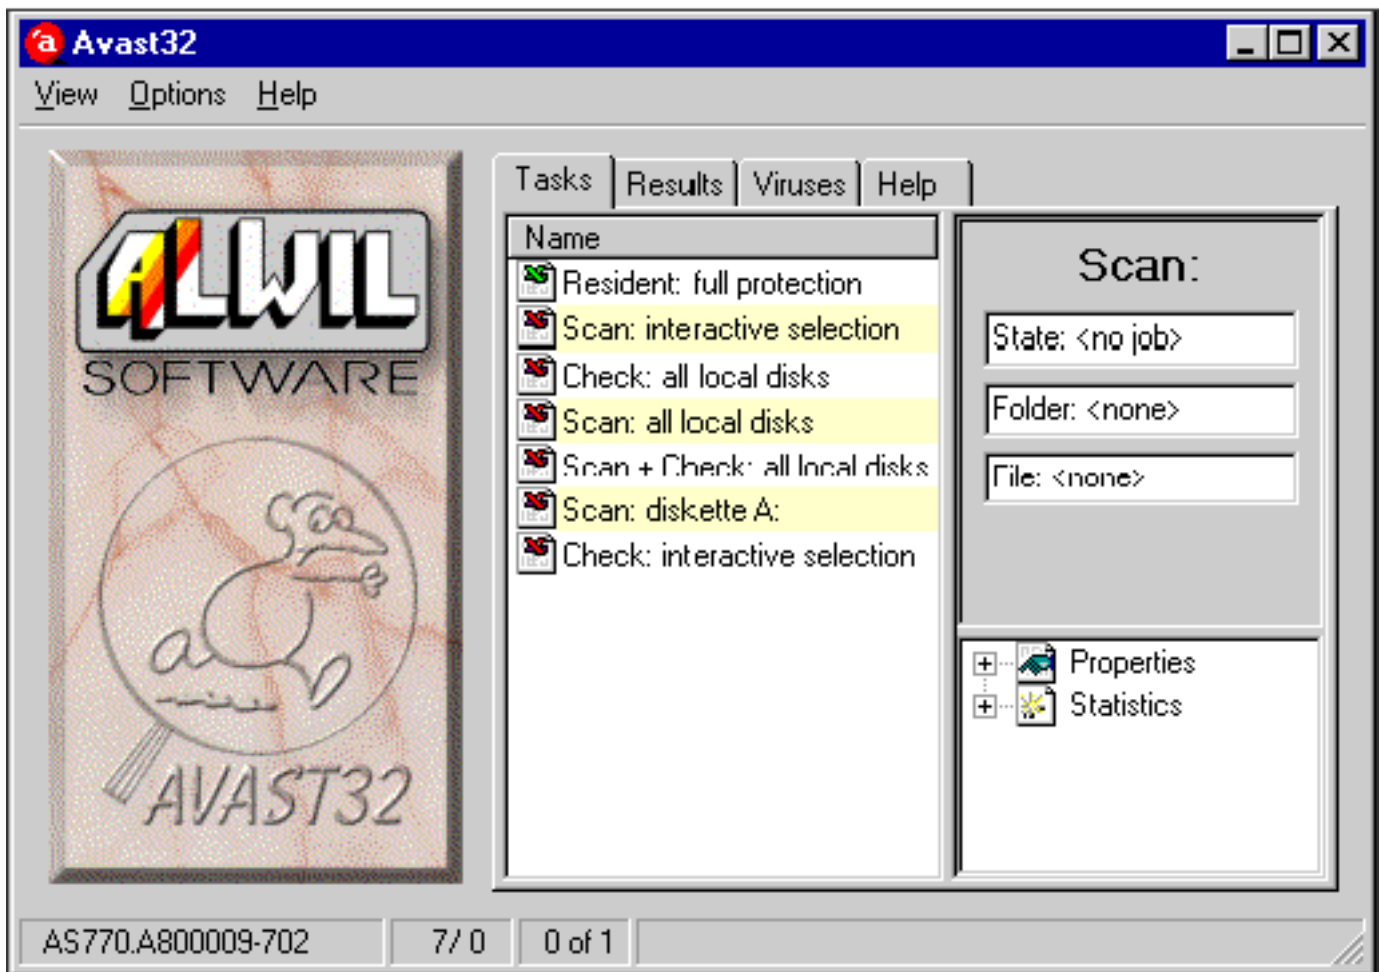 Avast32
View Options Help
ALWIL
SOFTWARE
AVAST32
Tasks Results Viruses Help
Name
Resident: full protection
Scan: interactive selection
Check: all local disks
Scan: all local disks
Scan + Check: all local disks
Scan: diskette A:
Check: interactive selection
Scan:
State: <no job>
Folder: <none>
File: <none>
Properties
Statistics
AS770.A800009-702 7/ 0 0 of 1